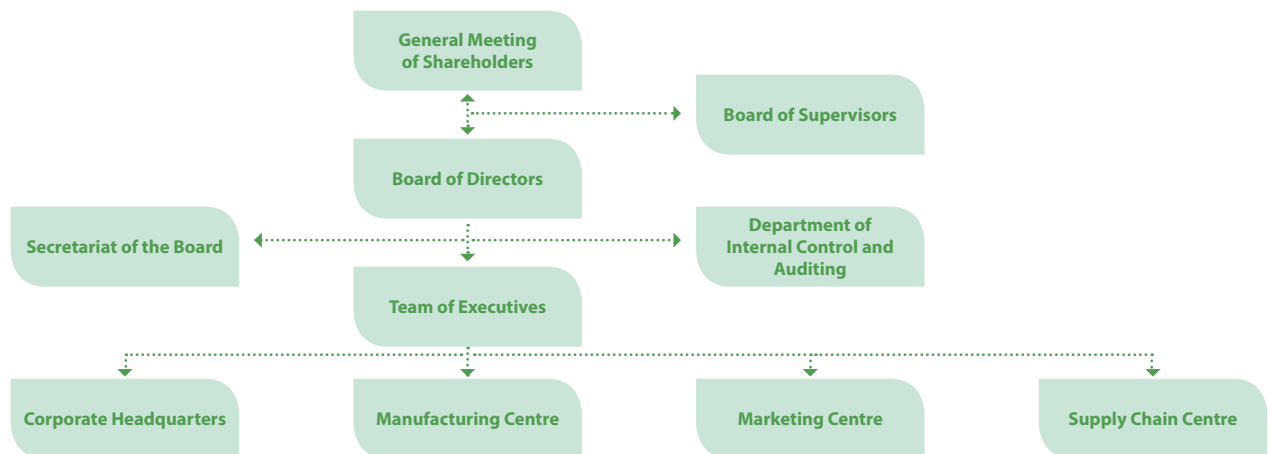 General Meeting
of Shareholders
Board of Supervisors
Board of Directors
Secretariat of the Board
Department of
Internal Control and
Auditing
Team of Executives
Corporate Headquarters
Manufacturing Centre
Marketing Centre
Supply Chain Centre